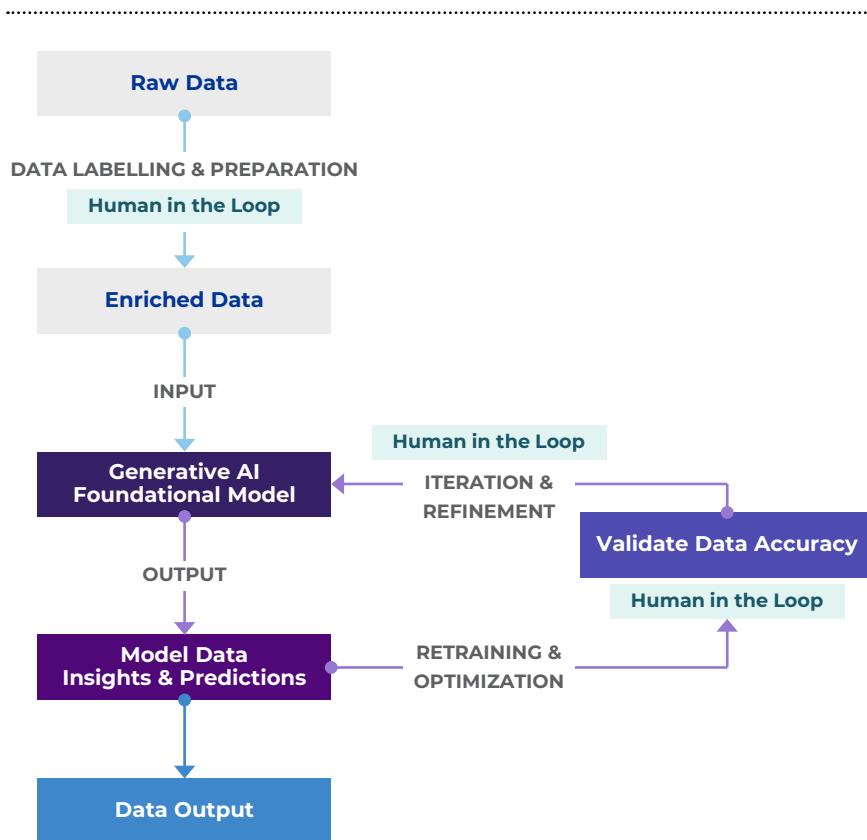 Raw Data
DATA LABELLING & PREPARATION
Human in the Loop
Enriched Data
INPUT
Human in the Loop
Generative AI
Foundational Model
ITERATION &
REFINEMENT
Validate Data Accuracy
Human in the Loop
OUTPUT
Model Data
Insights & Predictions
RETRAINING &
OPTIMIZATION
Data Output